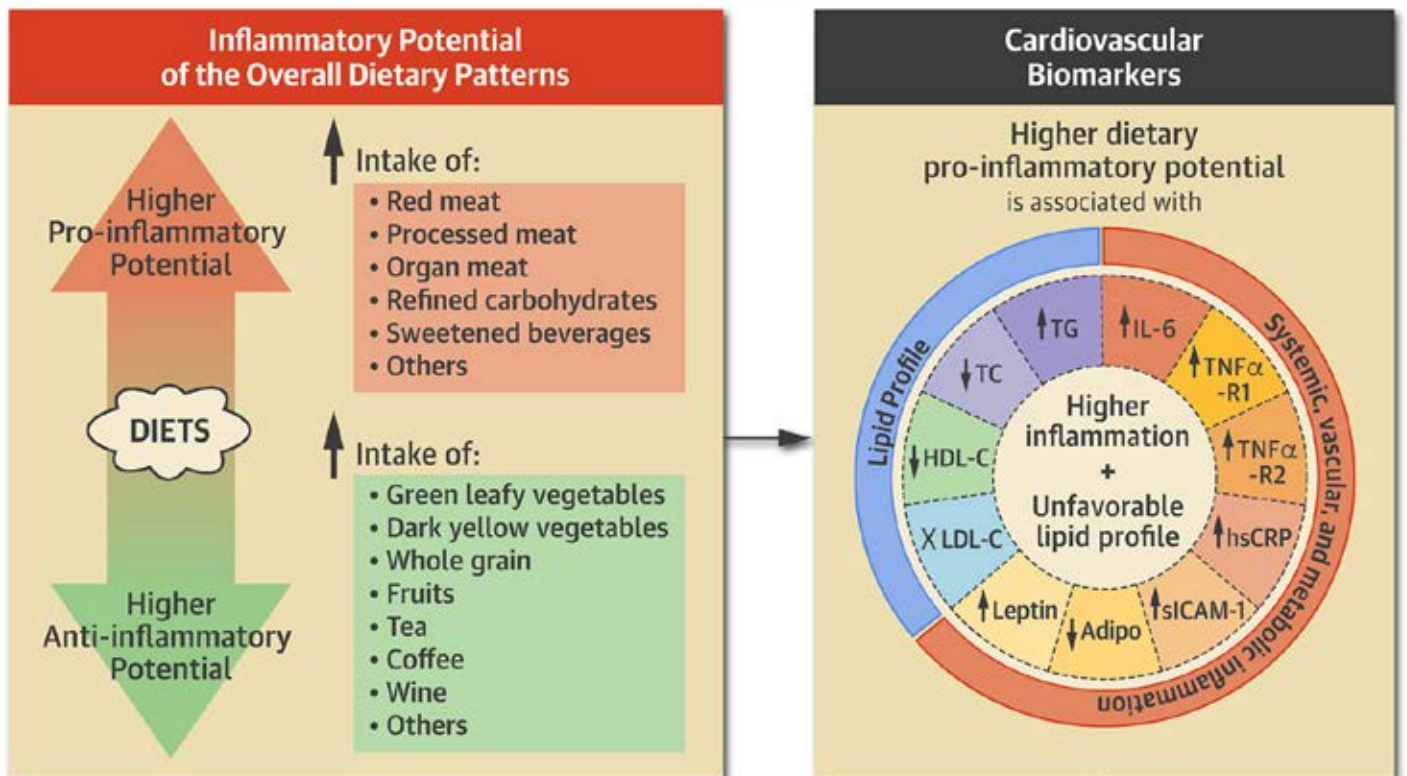 Inflammatory Potential
of the Overall Dietary Patterns
Higher
Pro-inflammatory
Potential
DIETS
Higher
Anti-inflammatory
Potential
↑ Intake of:
• Red meat
• Processed meat
• Organ meat
• Refined carbohydrates
• Sweetened beverages
• Others
↑ Intake of:
• Green leafy vegetables
• Dark yellow vegetables
• Whole grain
• Fruits
• Tea
• Coffee
• Wine
• Others
Cardiovascular
Biomarkers
Higher dietary
pro-inflammatory potential
is associated with
Lipid Profile
Systemic, vascular, and metabolic inflammation
↑TG
↑IL-6
↑TNFα
-R1
↑TNFα
-R2
↑hsCRP
↑sICAM-1
↓Adipo
↑Leptin
X LDL-C
↓HDL-C
↓TC
Higher
inflammation
+
Unfavorable
lipid profile